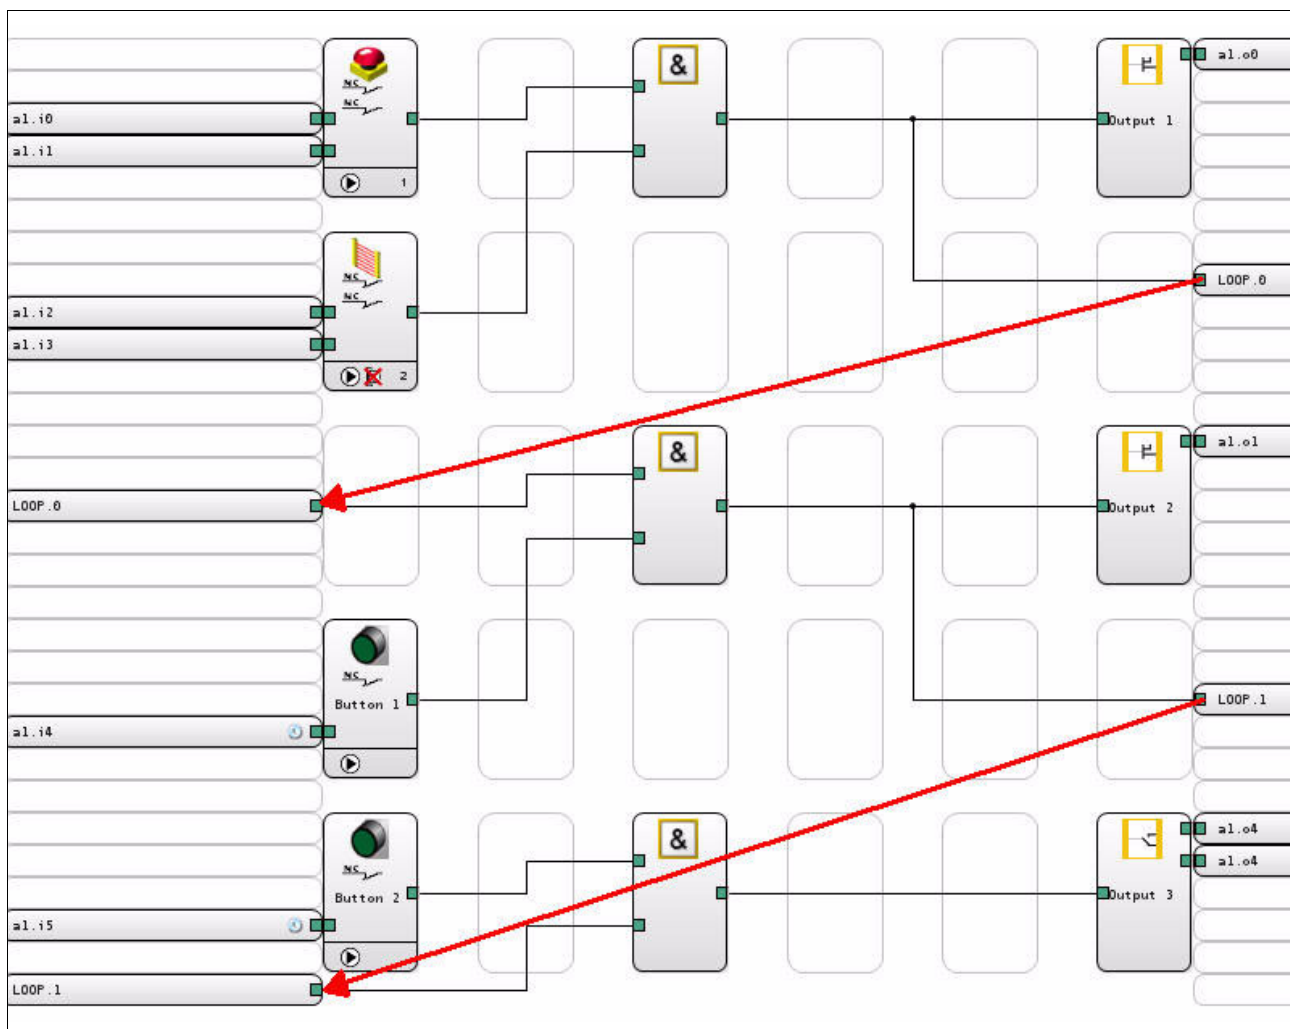 NC
NC
a1.i0
a1.i1
1
&
Output 1
a1.o0
NC
NC
a1.i2
a1.i3
2
LOOP.0
LOOP.0
&
Output 2
a1.o1
NC
Button 1
a1.i4
LOOP.1
NC
Button 2
a1.i5
&
Output 3
a1.o4
a1.o4
LOOP.1